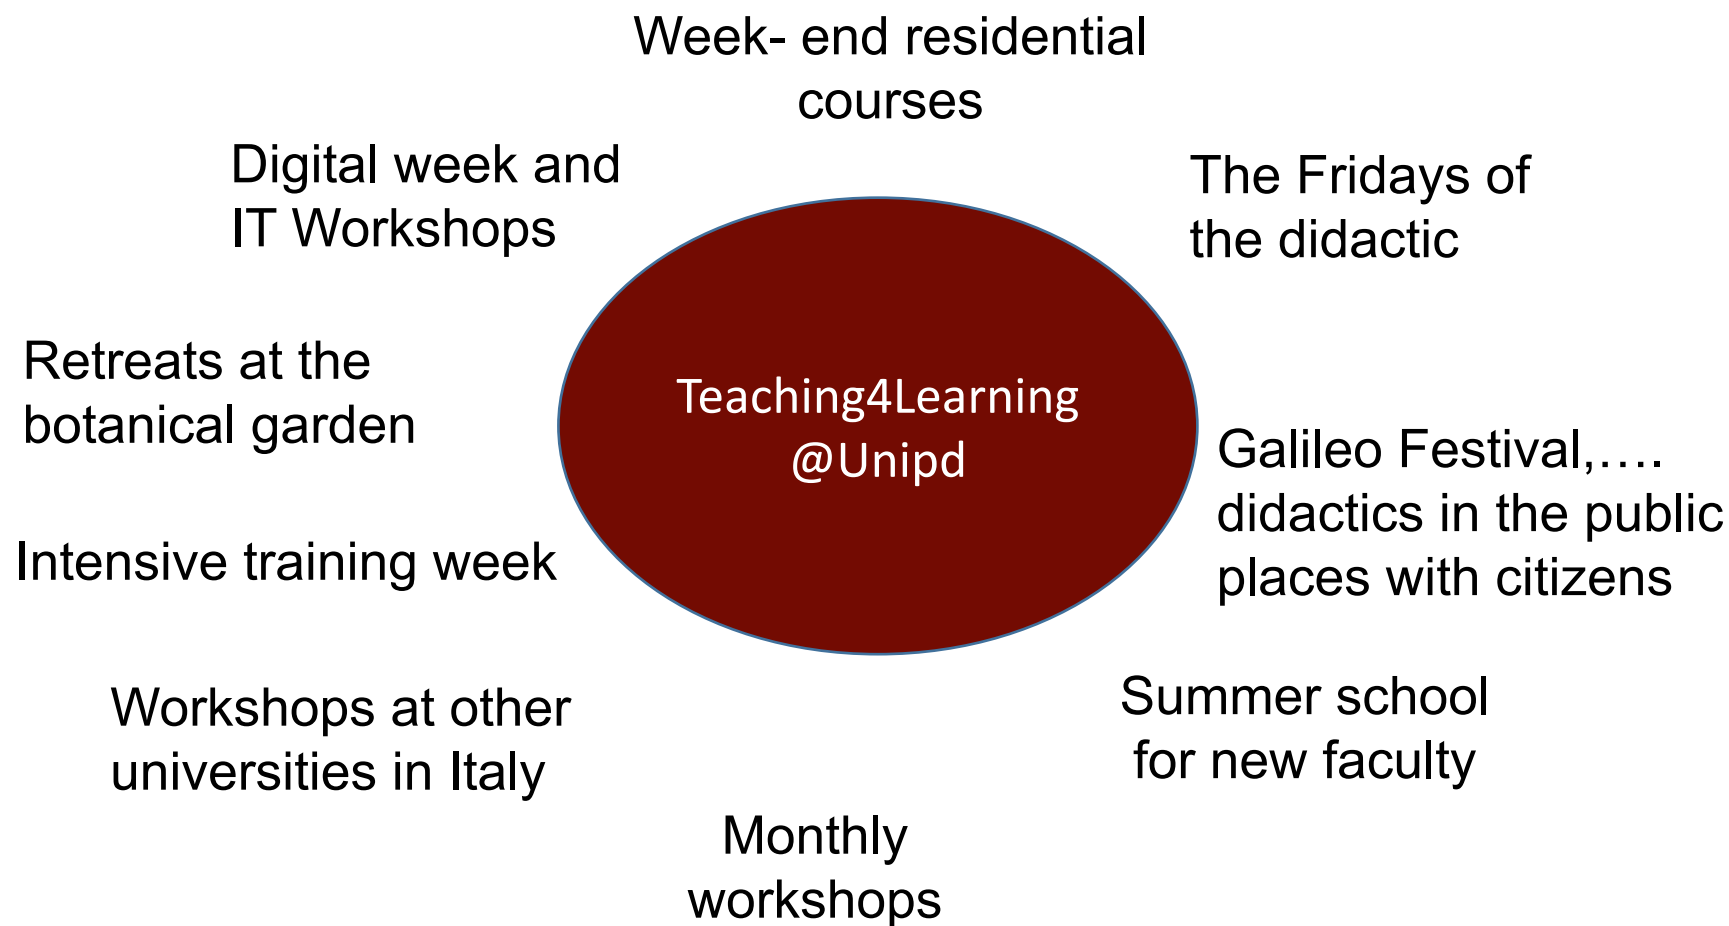 Week- end residential
courses
Digital week and
IT Workshops
The Fridays of
the didactic
Retreats at the
botanical garden
Teaching4Learning
@Unipd
Galileo Festival,….
didactics in the public
places with citizens
Intensive training week
Workshops at other
universities in Italy
Summer school
for new faculty
Monthly
workshops